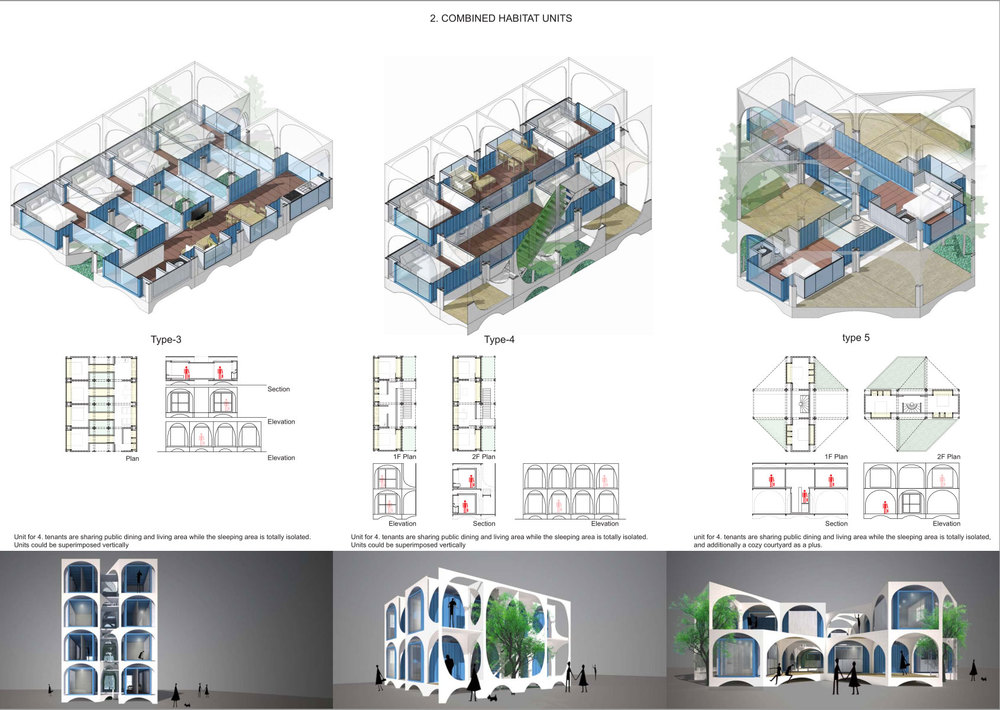 2. COMBINED HABITAT UNITS
Type-3
Type-4
type 5
Plan
Section
Elevation
Elevation
1F Plan
2F Plan
Elevation
Section
Elevation
1F Plan
2F Plan
Section
Elevation
Unit for 4. tenants are sharing public dining and living area while the sleeping area is totally isolated.
Units could be superimposed vertically
Unit for 4. tenants are sharing public dining and living area while the sleeping area is totally isolated.
Units could be superimposed vertically
unit for 4. tenants are sharing public dining and living area while the sleeping area is totally isolated,
and additionally a cozy courtyard as a plus.